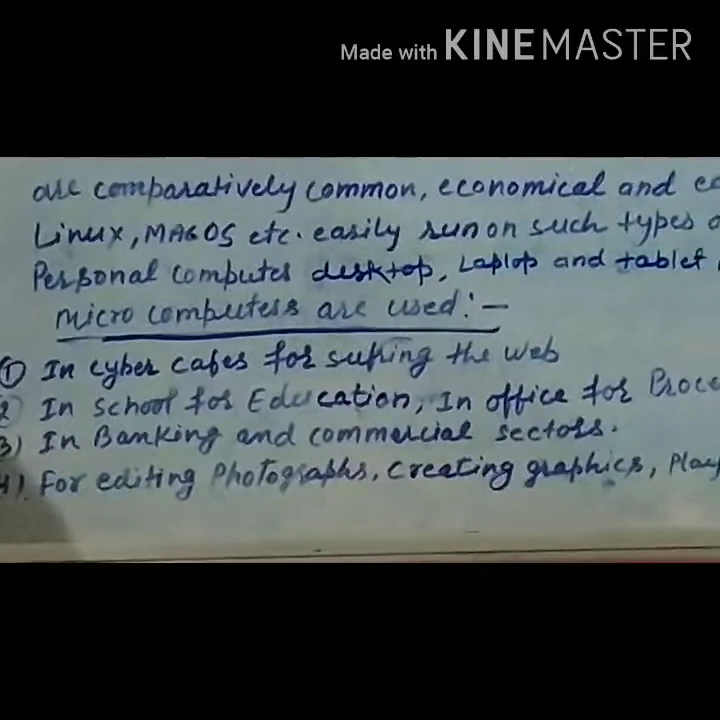 Made with KINEMASTER
are comparatively common, economical and
Linux, MACOS etc. easily run on such types
Personal computer desktop, Laptop and tablet
micro computers are used:-
① In cyber cafes for sufing the web
2 In school for Education, In office for
3) In Banking and commercial sectors.
4). For editing Photographs, creating graphics,